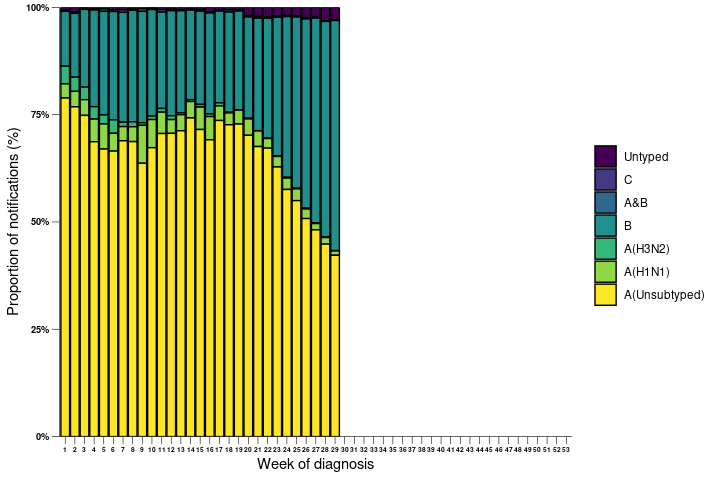 100%
75%
50%
25%
0%
Proportion of notifications (%)
1 2 3 4 5 6 7 8 9 10 11 12 13 14 15 16 17 18 19 20 21 22 23 24 25 26 27 28 29 30 31 32 33 34 35 36 37 38 39 40 41 42 43 44 45 46 47 48 49 50 51 52 53
Week of diagnosis
Untyped
C
A&B
B
A(H3N2)
A(H1N1)
A(Unsubtyped)